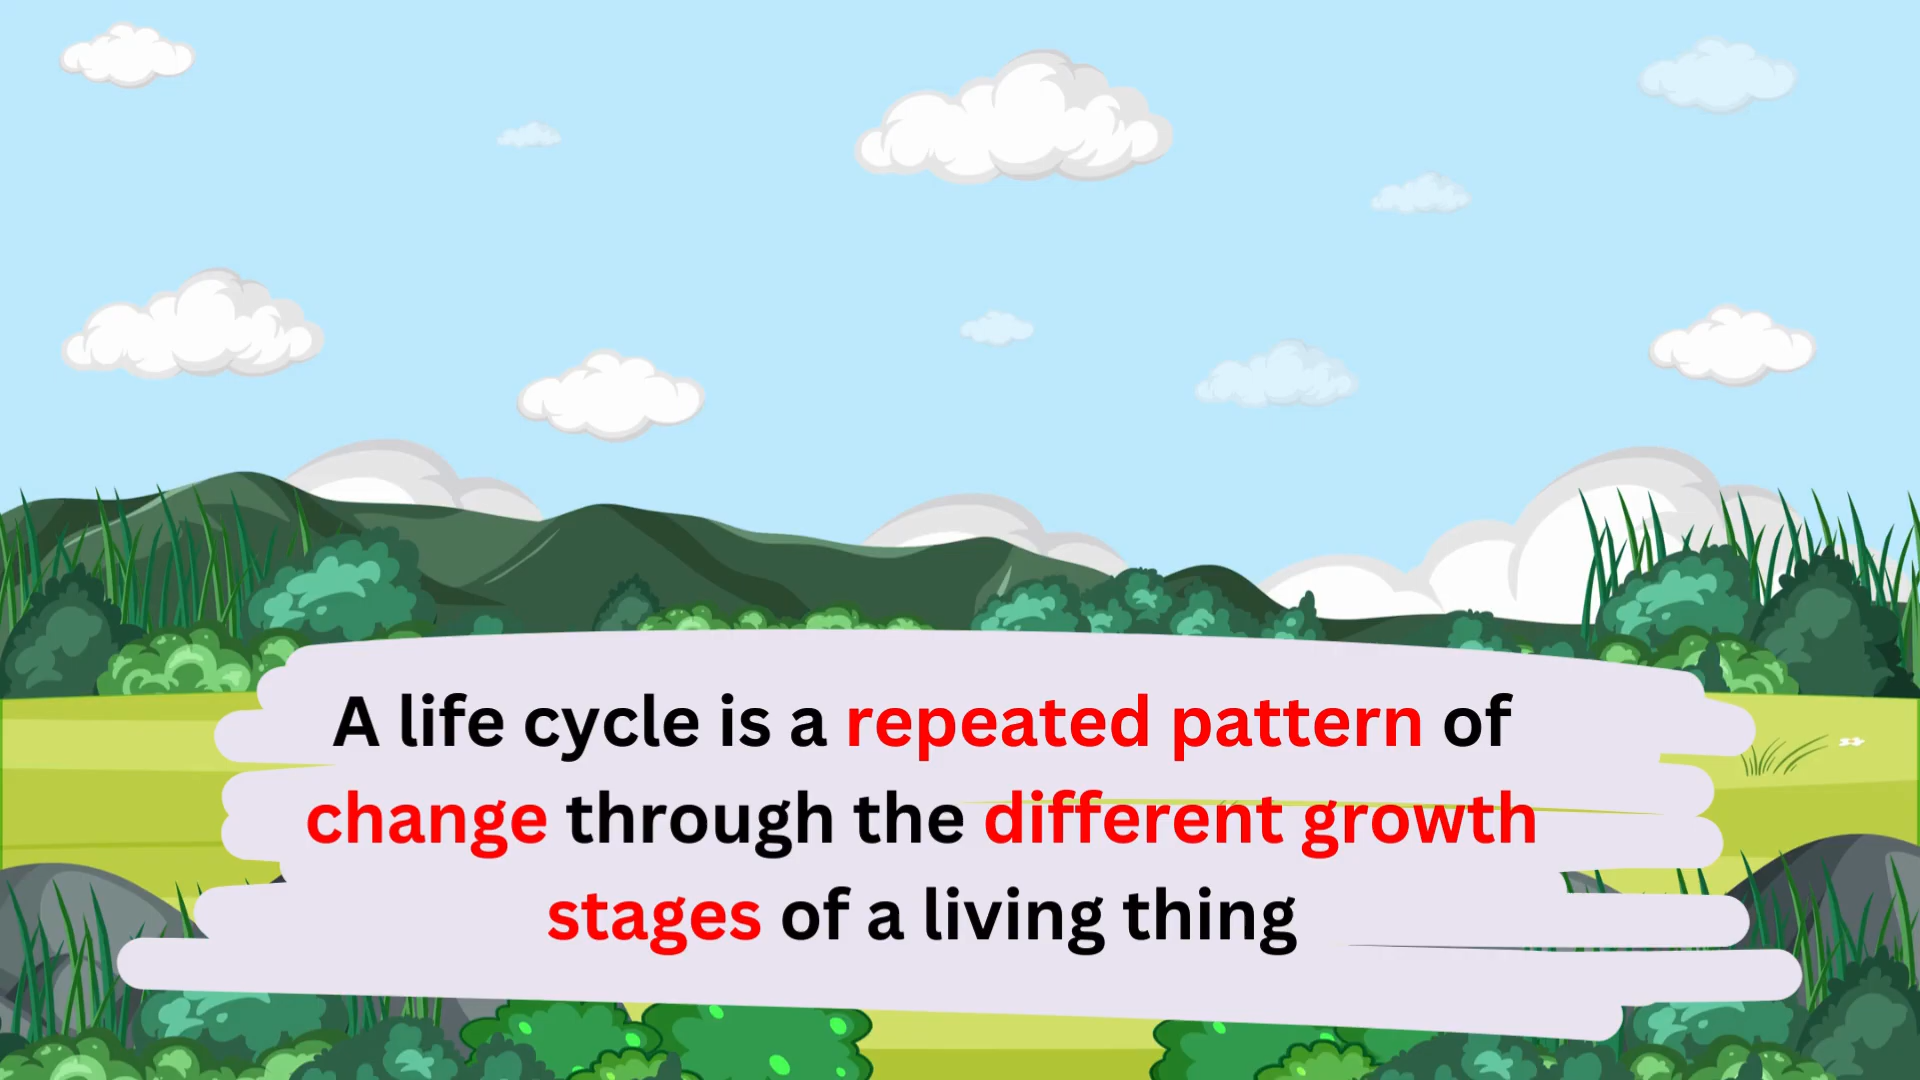 A life cycle is a repeated pattern of
change through the different growth
stages of a living thing